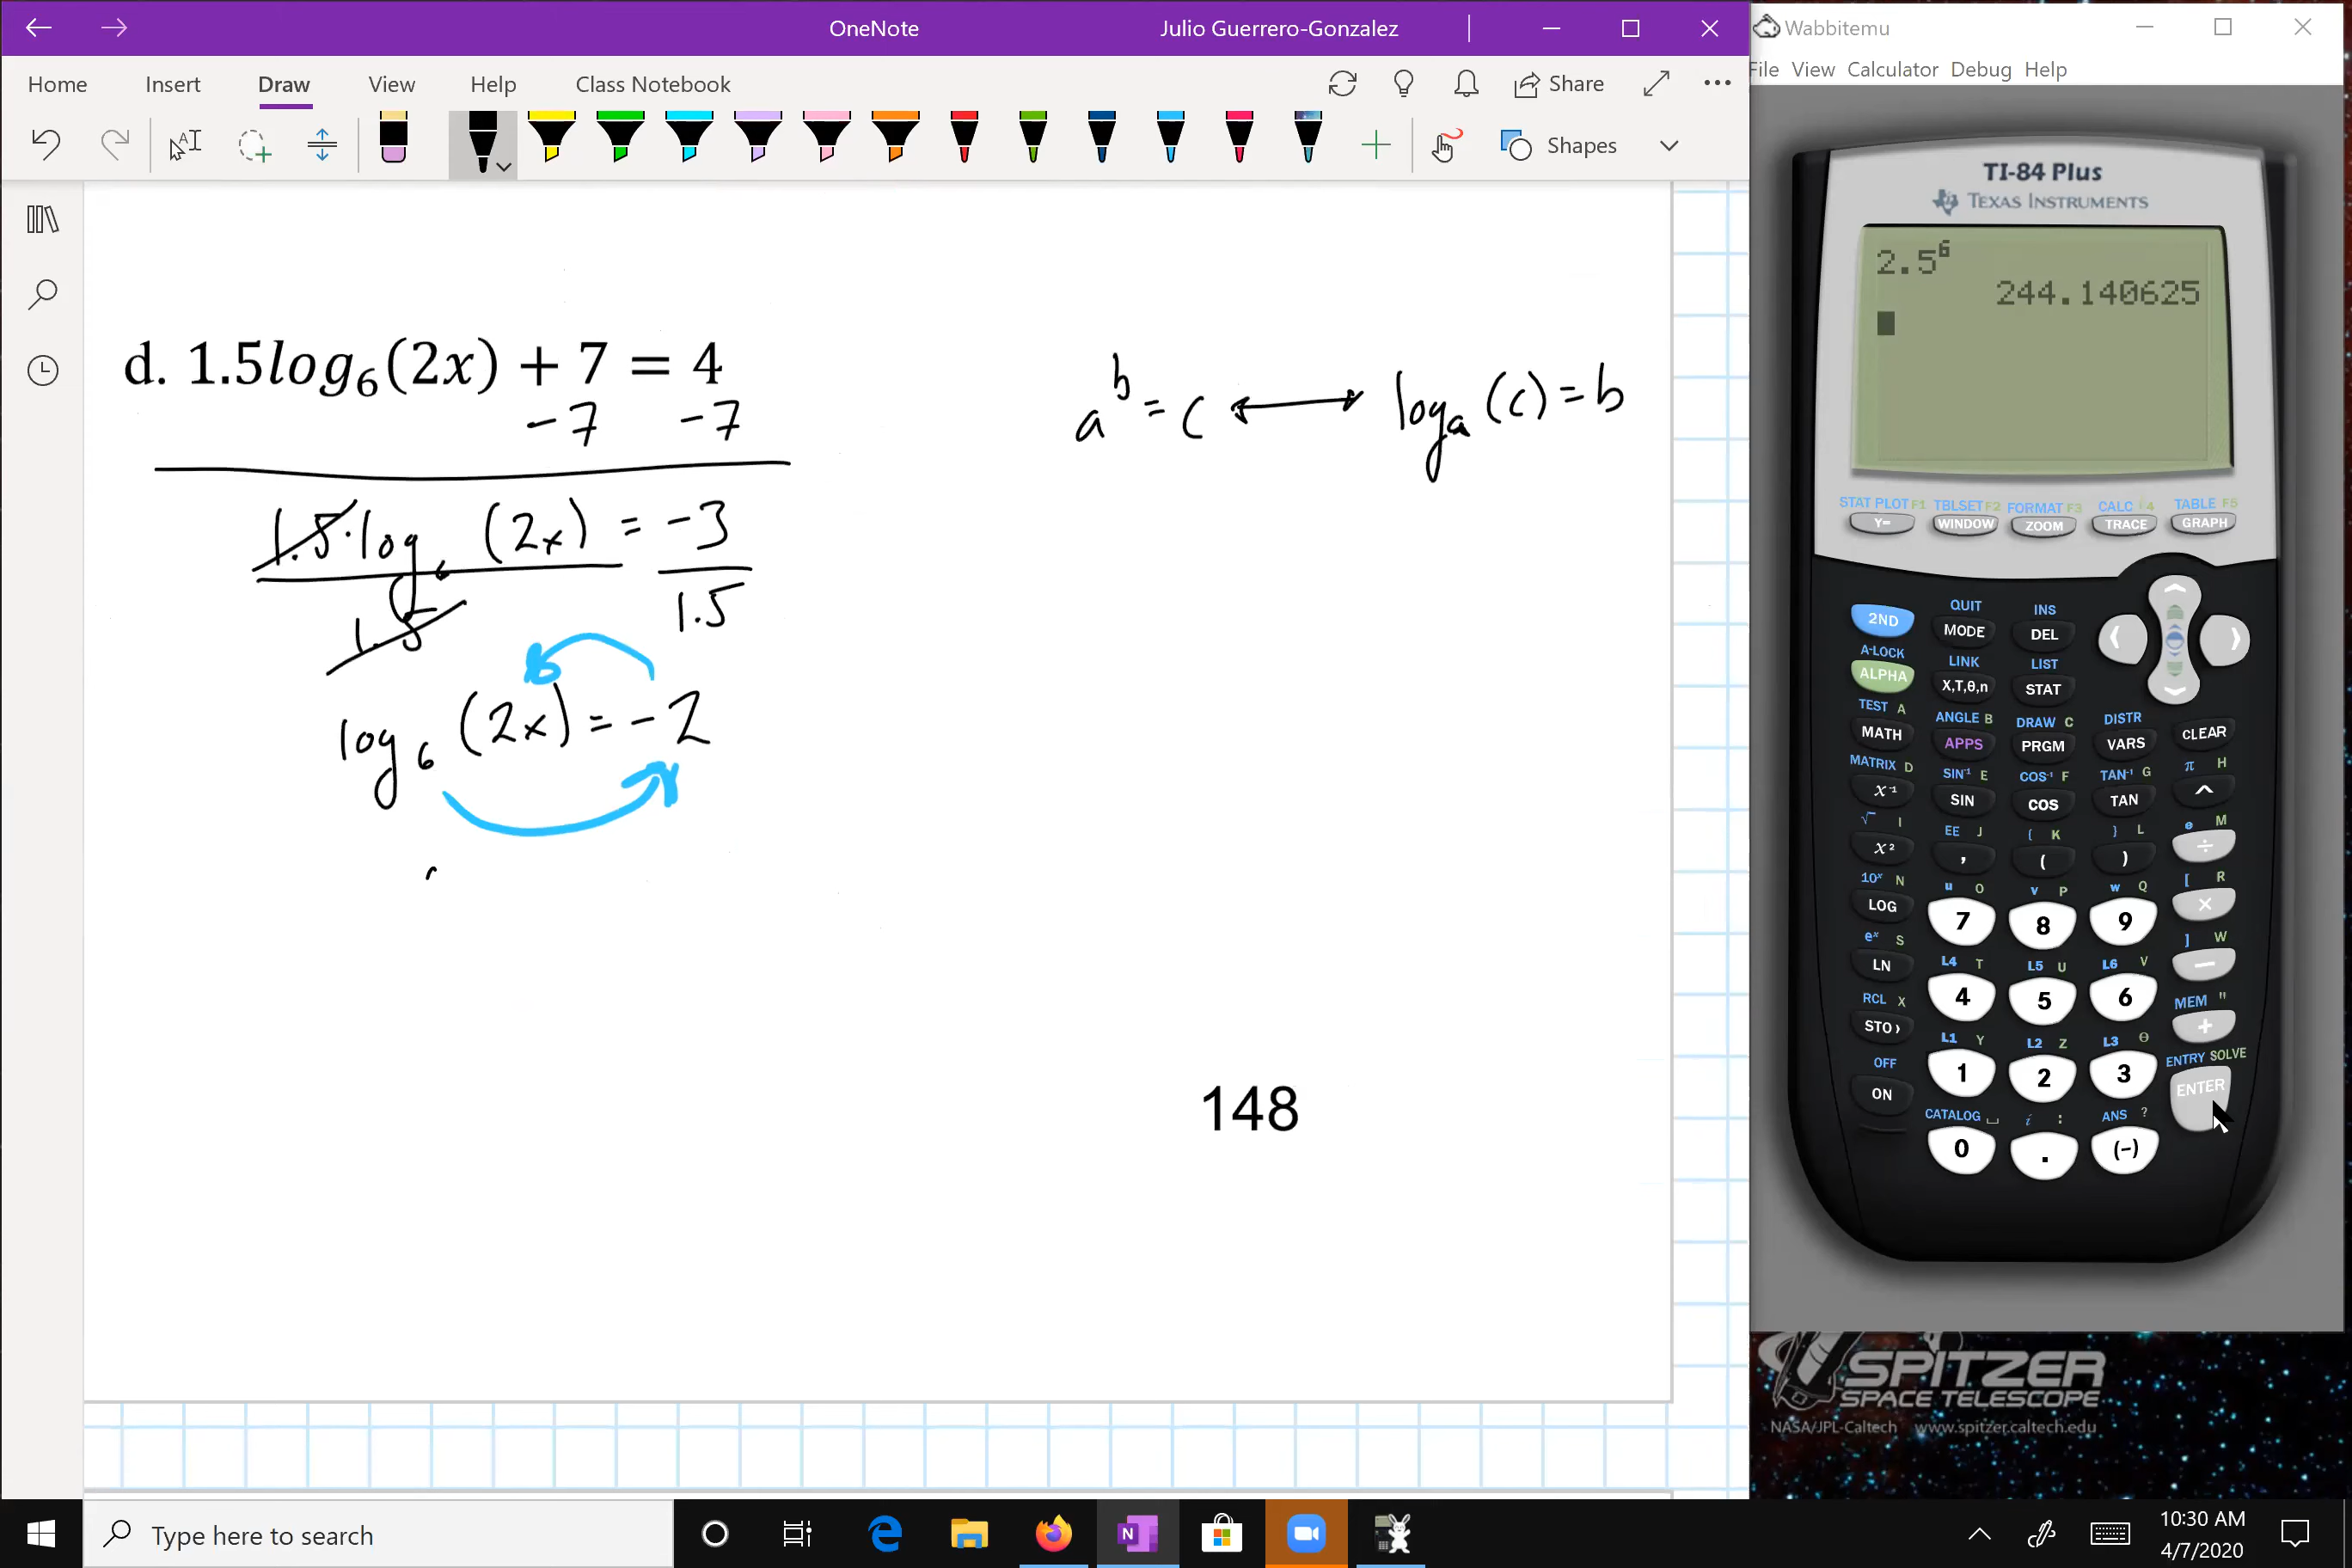 OneNote
Julio Guerrero-Gonzalez
Home Insert Draw View Help Class Notebook
Share
Shapes
d. 1.5log₆(2x) + 7 = 4
-7 -7
1.5·log₆ (2x) = -3
1.5 1.5
log₆ (2x) = -2
a^b = c ⟷ logₐ (c) = b
148
Wabbitemu
File View Calculator Debug Help
TI-84 Plus
TEXAS INSTRUMENTS
2.5⁶
244.140625
STAT PLOT F1 TBLSET F2 FORMAT F3 CALC F4 TABLE F5
Y= WINDOW ZOOM TRACE GRAPH
QUIT INS
2ND MODE DEL
A-LOCK LINK LIST
ALPHA X,T,θ,n STAT
TEST A ANGLE B DRAW C DISTR
MATH APPS PRGM VARS CLEAR
MATRIX D SIN⁻¹ E COS⁻¹ F TAN⁻¹ G π H
X⁻¹ SIN COS TAN ^
√ I EE J { K } L e M
X² , ( ) ÷
10ˣ N u O v P w Q [ R
LOG 7 8 9 ×
eˣ S L4 T L5 U L6 V ] W
LN 4 5 6 −
RCL X L1 Y L2 Z L3 θ MEM "
STO› 1 2 3 +
OFF CATALOG ⎵ i : ANS ? ENTRY SOLVE
ON 0 . (-) ENTER
SPITZER
SPACE TELESCOPE
NASA/JPL-Caltech www.spitzer.caltech.edu
Type here to search
10:30 AM
4/7/2020